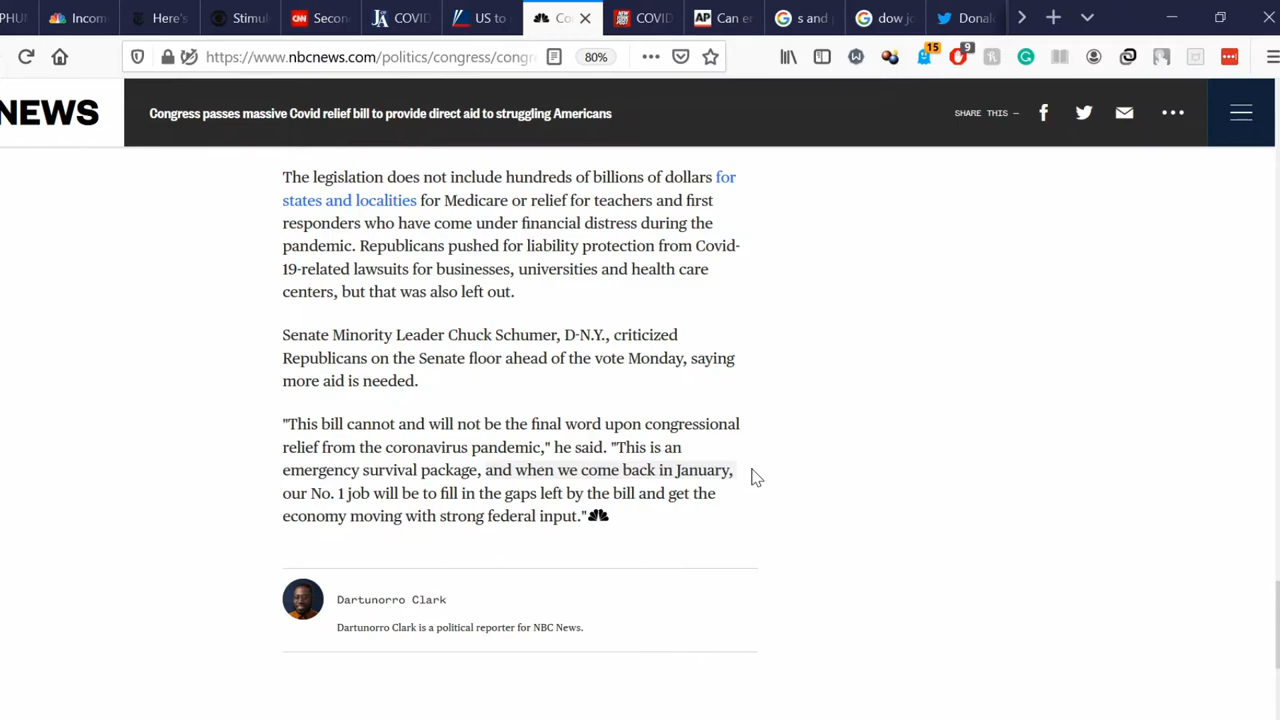 PHUN
Incom
Here's
Stimul
Secon
COVID
US to
Co
COVID
Can e
s and
dow jo
Donal
https://www.nbcnews.com/politics/congress/congr
80%
15
9
NEWS
Congress passes massive Covid relief bill to provide direct aid to struggling Americans
SHARE THIS —
The legislation does not include hundreds of billions of dollars for
states and localities for Medicare or relief for teachers and first
responders who have come under financial distress during the
pandemic. Republicans pushed for liability protection from Covid-
19-related lawsuits for businesses, universities and health care
centers, but that was also left out.
Senate Minority Leader Chuck Schumer, D-N.Y., criticized
Republicans on the Senate floor ahead of the vote Monday, saying
more aid is needed.
"This bill cannot and will not be the final word upon congressional
relief from the coronavirus pandemic," he said. "This is an
emergency survival package, and when we come back in January,
our No. 1 job will be to fill in the gaps left by the bill and get the
economy moving with strong federal input."
Dartunorro Clark
Dartunorro Clark is a political reporter for NBC News.